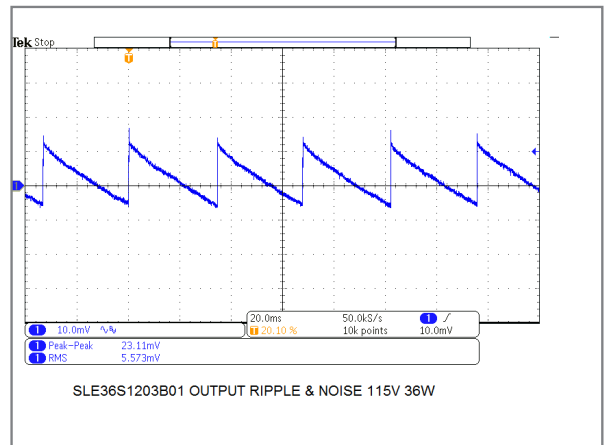 Tek Stop
T
T
1
20.0ms 50.0kS/s 1
1 10.0mV T 20.10 % 10k points 10.0mV
1 Peak-Peak 23.11mV
1 RMS 5.573mV
SLE36S1203B01 OUTPUT RIPPLE & NOISE 115V 36W